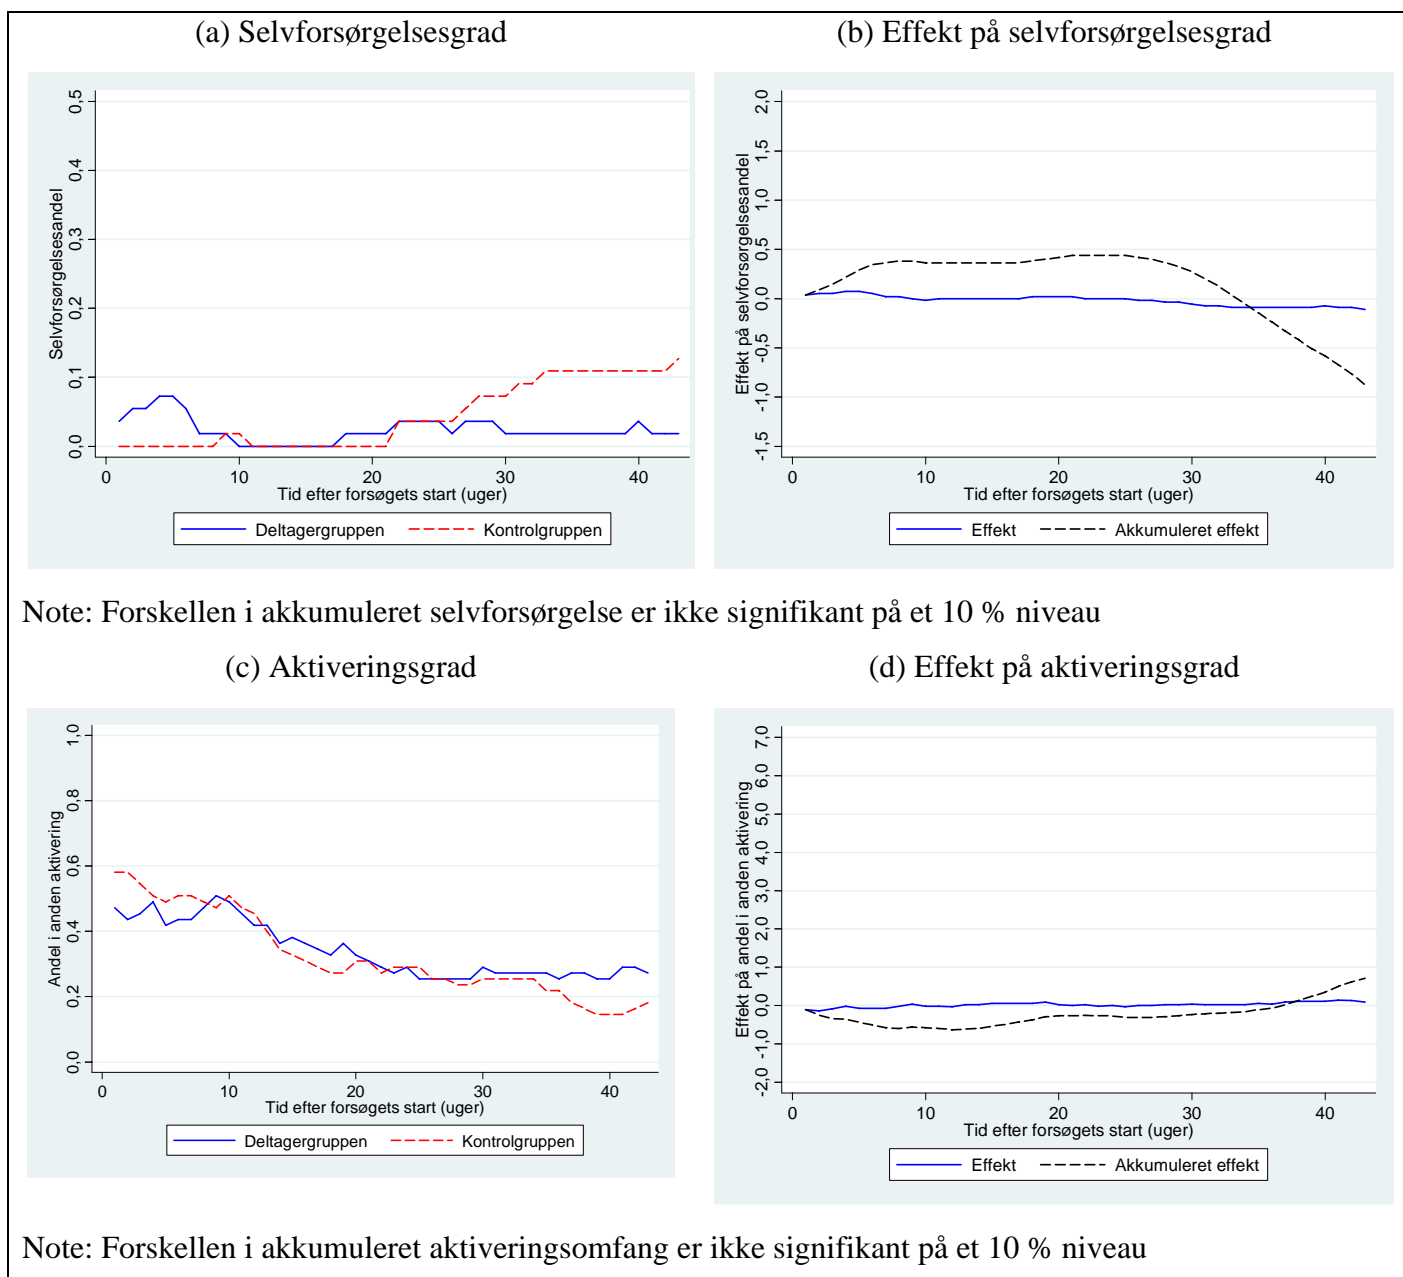 (a) Selvforsørgelsesgrad
Selvforsørgelsesandel
0,5
0,4
0,3
0,2
0,1
0,0
0 10 20 30 40
Tid efter forsøgets start (uger)
Deltagergruppen Kontrolgruppen
(b) Effekt på selvforsørgelsesgrad
Effekt på selvforsørgelsesandel
2,0
1,5
1,0
0,5
0,0
-0,5
-1,0
-1,5
0 10 20 30 40
Tid efter forsøgets start (uger)
Effekt Akkumuleret effekt
Note: Forskellen i akkumuleret selvforsørgelse er ikke signifikant på et 10 % niveau
(c) Aktiveringsgrad
Andel i anden aktivering
1,0
0,8
0,6
0,4
0,2
0,0
0 10 20 30 40
Tid efter forsøgets start (uger)
Deltagergruppen Kontrolgruppen
(d) Effekt på aktiveringsgrad
Effekt på andel i anden aktivering
7,0
6,0
5,0
4,0
3,0
2,0
1,0
0,0
-1,0
-2,0
0 10 20 30 40
Tid efter forsøgets start (uger)
Effekt Akkumuleret effekt
Note: Forskellen i akkumuleret aktiveringsomfang er ikke signifikant på et 10 % niveau